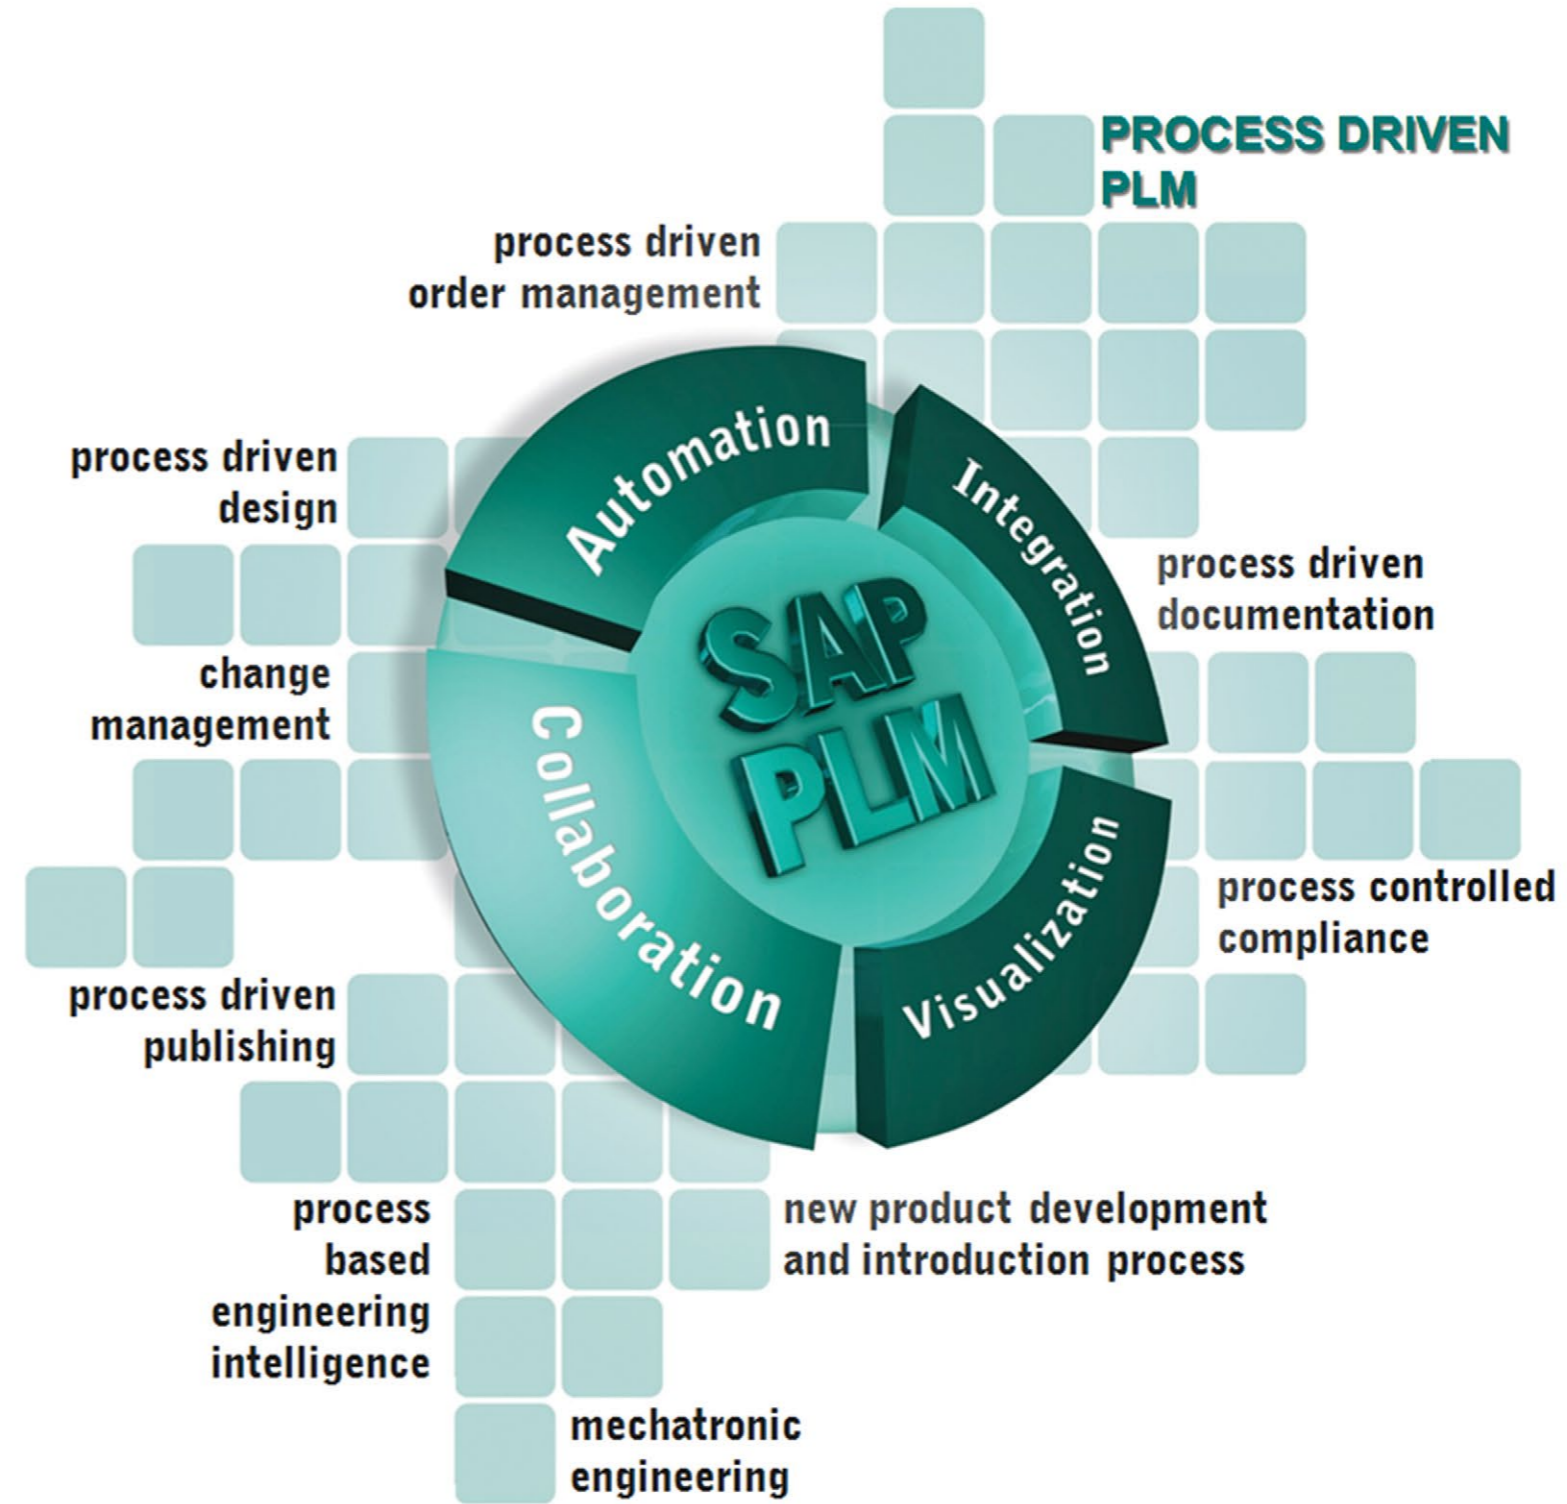 PROCESS DRIVEN
PLM
process driven
order management
Automation
Integration
process driven
design
process driven
documentation
SAP
PLM
change
management
Collaboration
Visualization
process controlled
compliance
process driven
publishing
process
based
engineering
intelligence
new product development
and introduction process
mechatronic
engineering